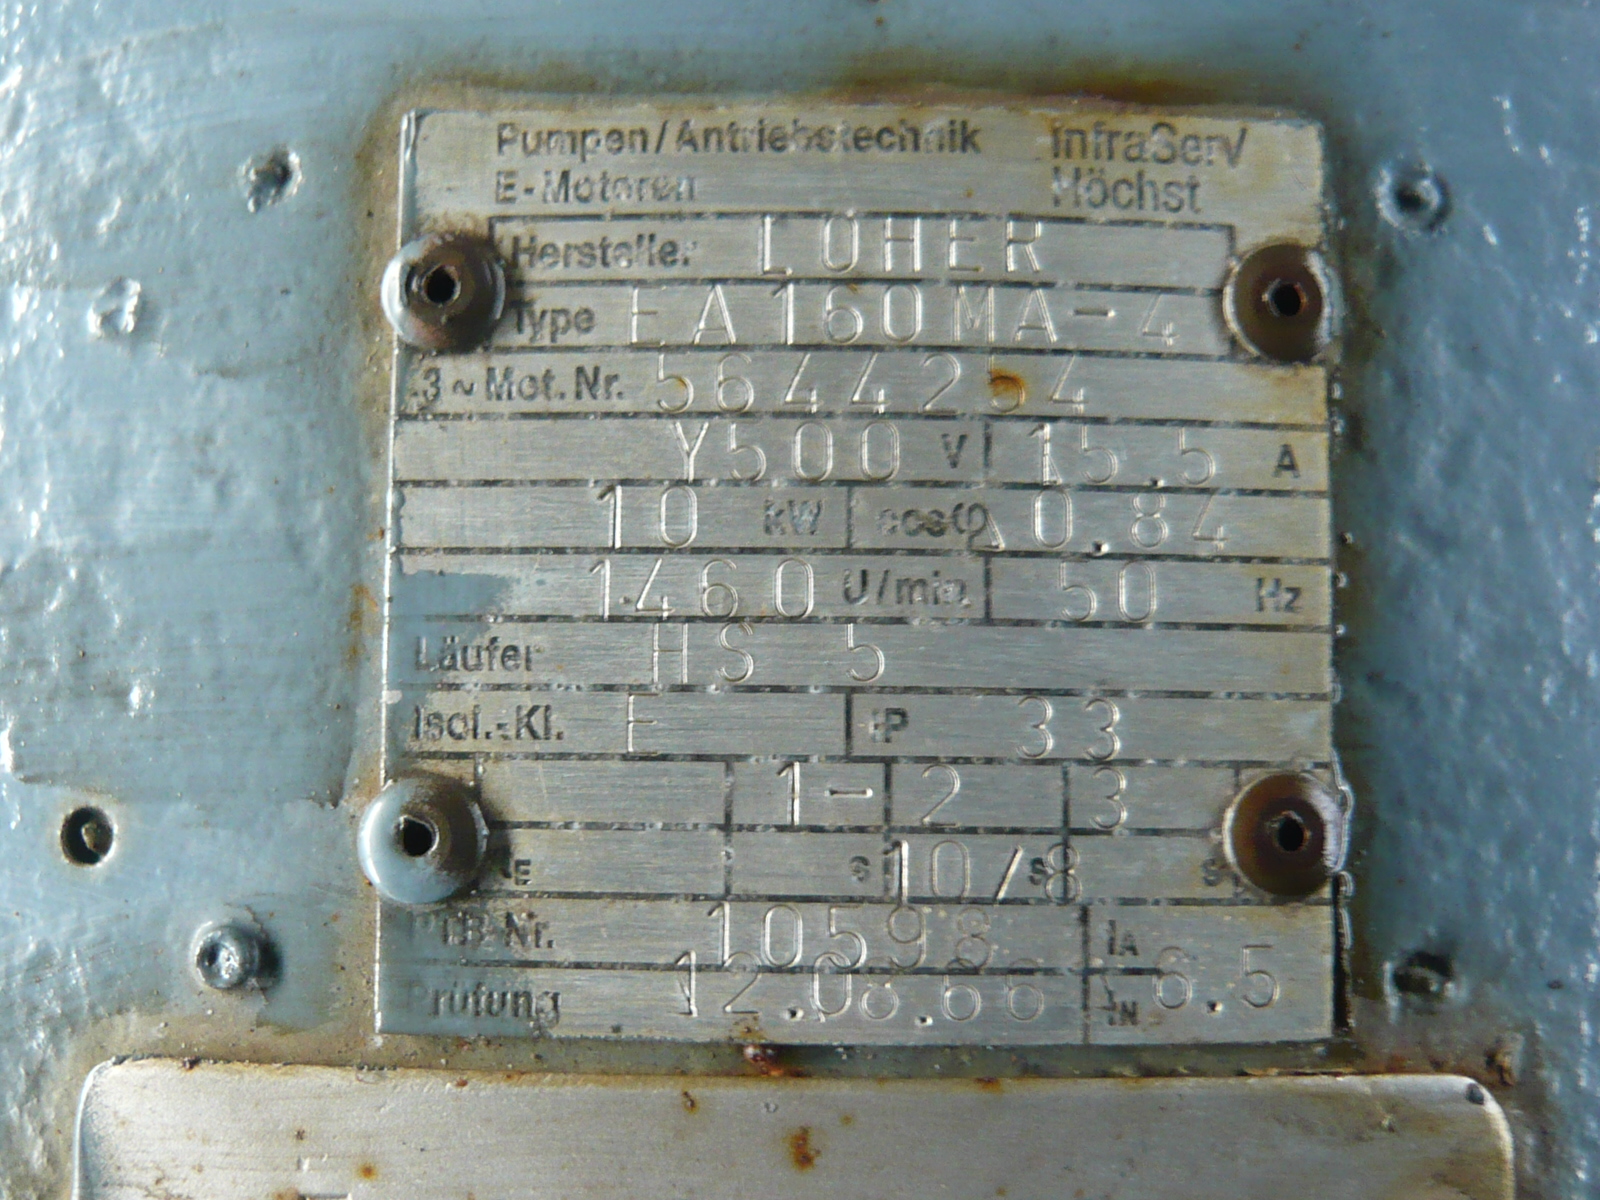 Pumpen/Antriebstechnik InfraServ
E-Motoren Höchst
Hersteller LOHER
Type EA160MA-4
3~Mot.Nr. 5644254
Y500 V 15.5 A
10 kW cosφ 0.84
1460 U/min. 50 Hz
Läufer HS 5
Isol.-Kl. E IP 33
1- 2 3
E s 10/8 s s
PTB-Nr. 10598 IA
Prüfung 12.08.66 IN 6.5